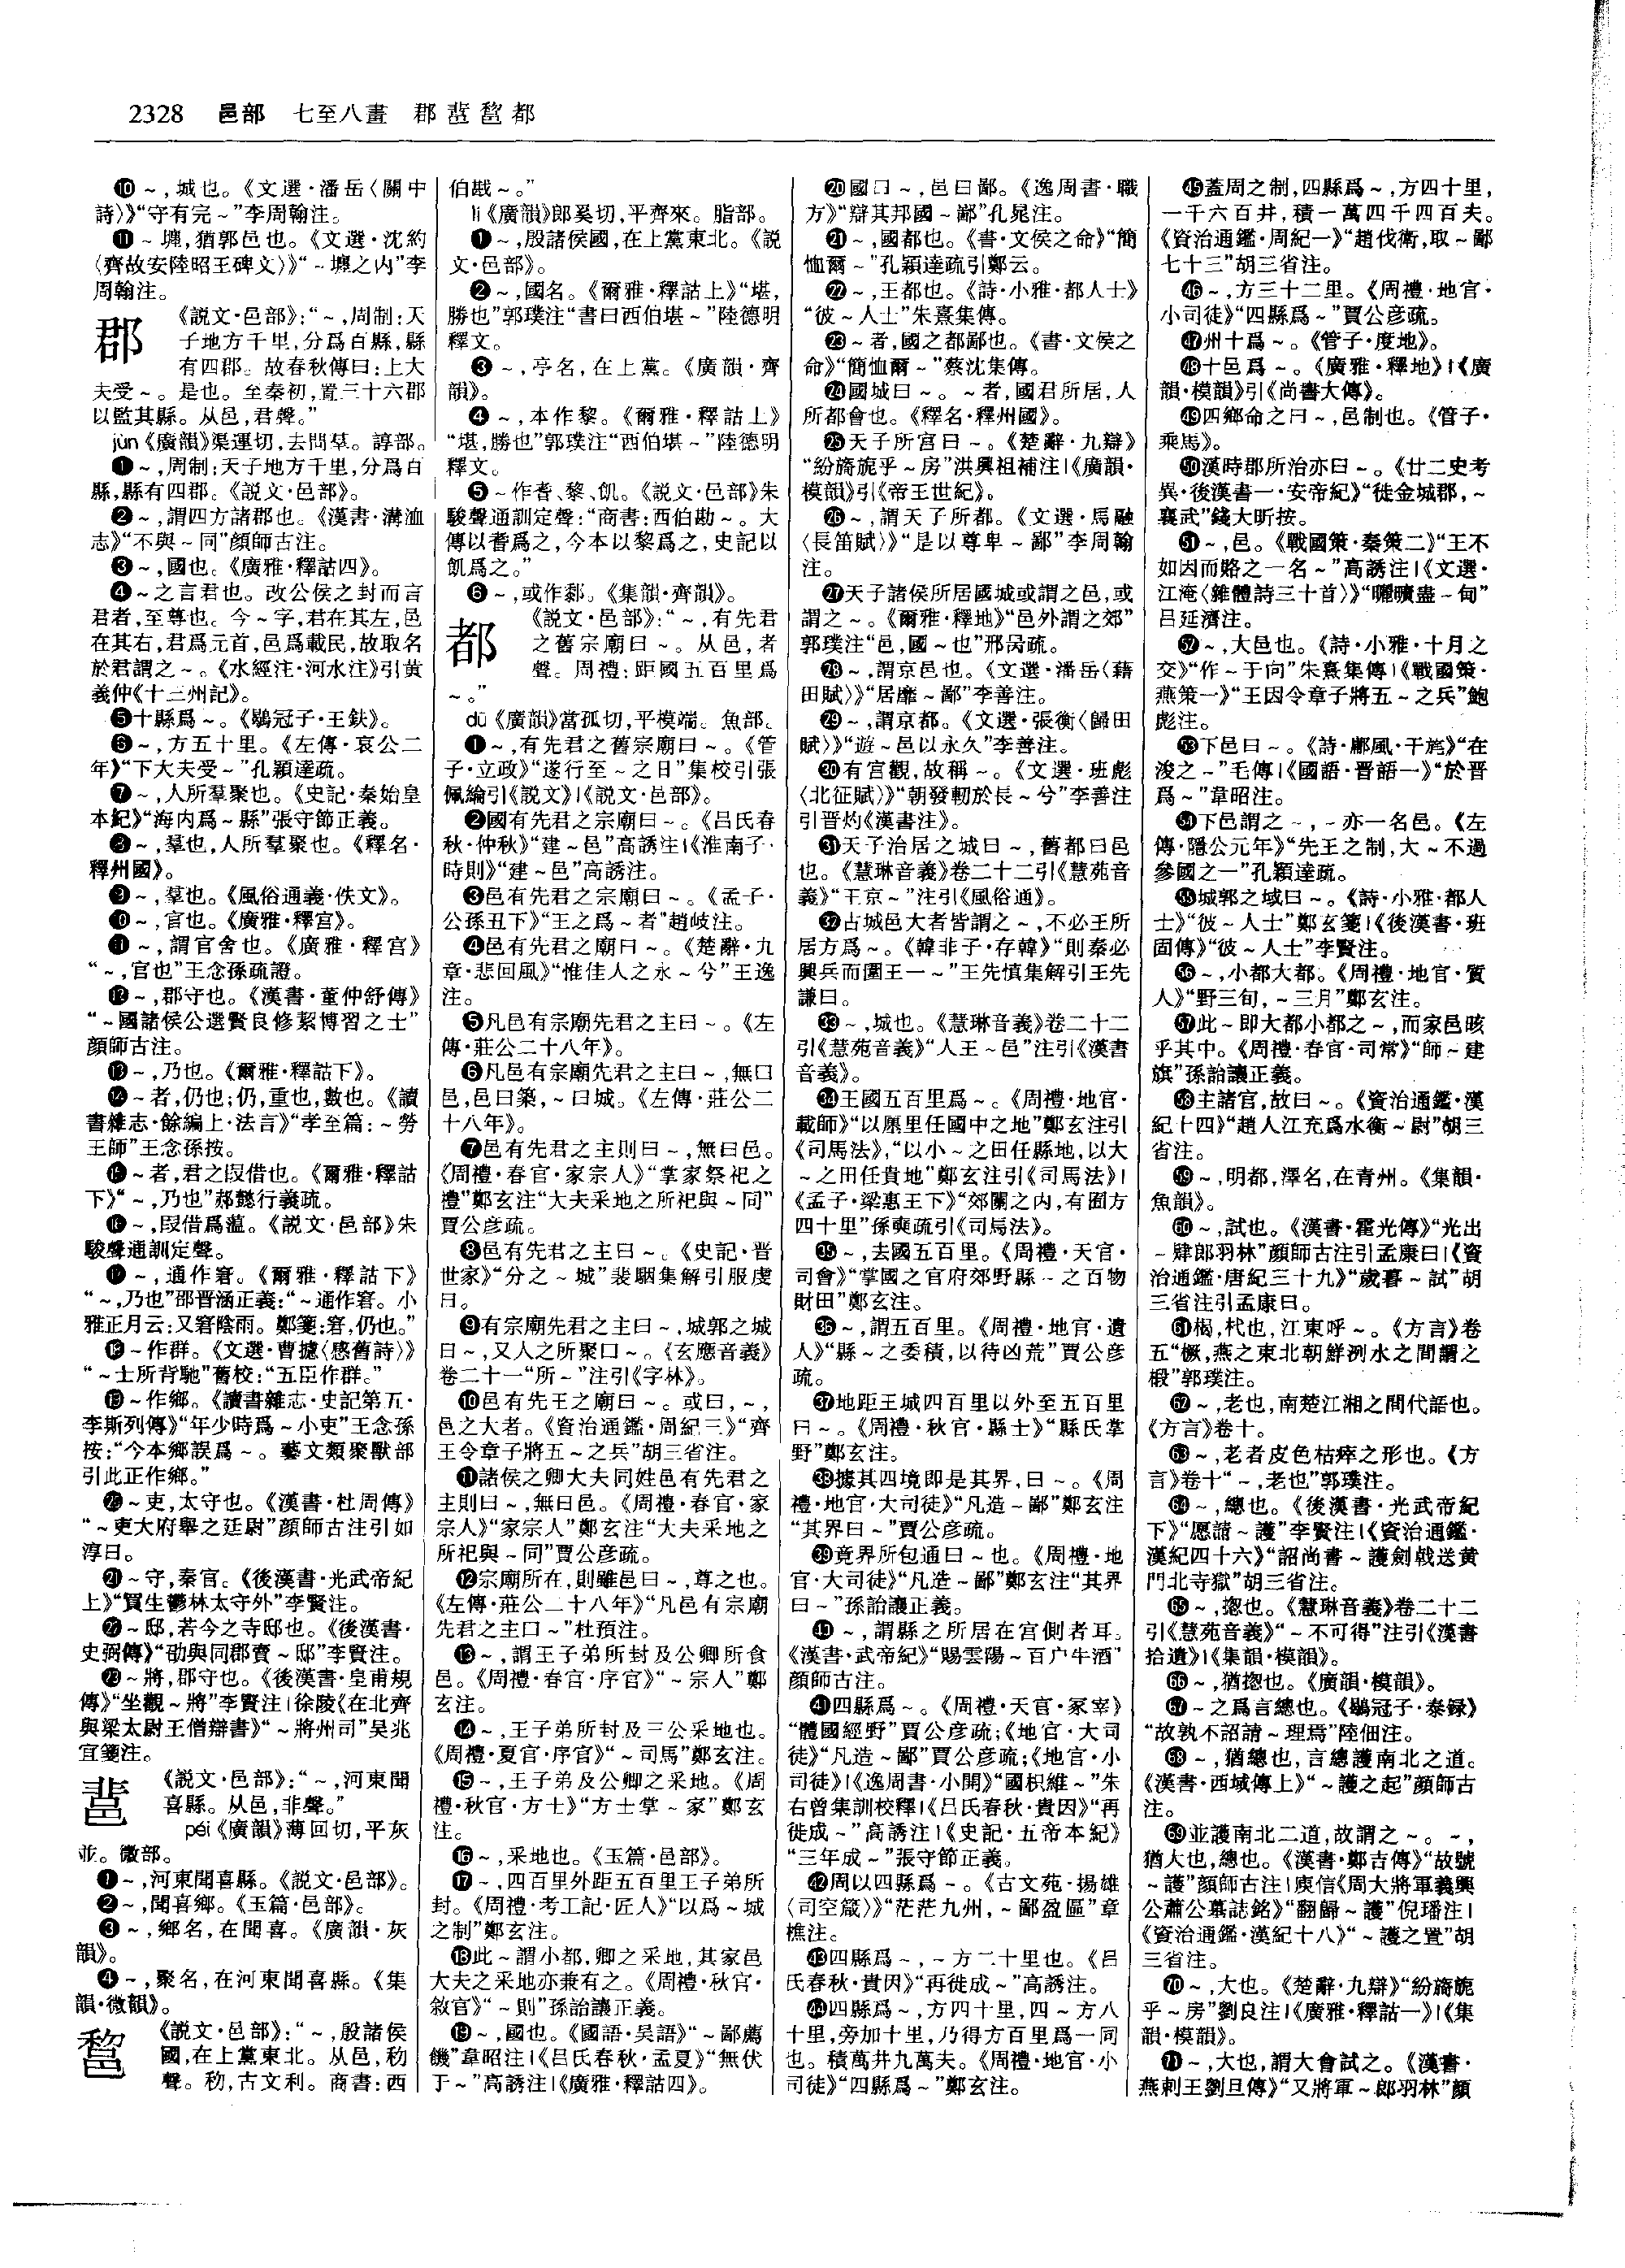 2328 邑部 七至八畫 郡䣙𨛫都
❿～,城也。《文選·潘岳〈關中
詩〉》“守有完～”李周翰注。
⓫～堞,猶郭邑也。《文選·沈約
〈齊故安陸昭王碑文〉》“～堞之内”李
周翰注。
郡
《説文·邑部》:“～,周制:天
子地方千里,分爲百縣,縣
有四郡。故春秋傳曰:上大
夫受～。是也。至秦初,置三十六郡
以監其縣。从邑,君聲。”
jùn《廣韻》渠運切,去問羣。諄部。
❶～,周制:天子地方千里,分爲百
縣,縣有四郡。《説文·邑部》。
❷～,謂四方諸郡也。《漢書·溝洫
志》“不與～同”顔師古注。
❸～,國也。《廣雅·釋詁四》。
❹～之言君也。改公侯之封而言
君者,至尊也。今～字,君在其左,邑
在其右,君爲元首,邑爲載民,故取名
於君謂之～。《水經注·河水注》引黄
義仲《十三州記》。
❺十縣爲～。《鶡冠子·王鈇》。
❻～,方五十里。《左傳·哀公二
年》“下大夫受～”孔穎達疏。
❼～,人所羣聚也。《史記·秦始皇
本紀》“海内爲～縣”張守節正義。
❽～,羣也,人所羣聚也。《釋名·
釋州國》。
❾～,羣也。《風俗通義·佚文》。
❿～,官也。《廣雅·釋宫》。
⓫～,謂官舍也。《廣雅·釋宫》
“～,官也”王念孫疏證。
⓬～,郡守也。《漢書·董仲舒傳》
“～國諸侯公選賢良修絜博習之士”
顔師古注。
⓭～,乃也。《爾雅·釋詁下》。
⓮～者,仍也;仍,重也,數也。《讀
書雜志·餘編上·法言》“孝至篇:～勞
王師”王念孫按。
⓯～者,君之叚借也。《爾雅·釋詁
下》“～,乃也”郝懿行義疏。
⓰～,叚借爲薀。《説文·邑部》朱
駿聲通訓定聲。
⓱～,通作窘。《爾雅·釋詁下》
“～,乃也”邵晋涵正義:“～通作窘。小
雅正月云:又窘陰雨。鄭箋:窘,仍也。”
⓲～作群。《文選·曹攄〈感舊詩〉》
“～士所背馳”舊校:“五臣作群。”
⓳～作鄉。《讀書雜志·史記第五·
李斯列傳》“年少時爲～小吏”王念孫
按:“今本鄉誤爲～。藝文類聚獸部
引此正作鄉。”
⓴～吏,太守也。《漢書·杜周傳》
“～吏大府舉之廷尉”顔師古注引如
淳曰。
㉑～守,秦官。《後漢書·光武帝紀
上》“買生鬱林太守外”李賢注。
㉒～邸,若今之寺邸也。《後漢書·
史弼傳》“劭與同郡賣～邸”李賢注。
㉓～將,郡守也。《後漢書·皇甫規
傳》“坐觀～將”李賢注|徐陵《在北齊
與梁太尉王僧辯書》“～將州司”吴兆
宜箋注。
䣙
《説文·邑部》:“～,河東聞
喜縣。从邑,非聲。”
péi《廣韻》薄回切,平灰
並。微部。
❶～,河東聞喜縣。《説文·邑部》。
❷～,聞喜鄉。《玉篇·邑部》。
❸～,鄉名,在聞喜。《廣韻·灰
韻》。
❹～,聚名,在河東聞喜縣。《集
韻·微韻》。
𨛫
《説文·邑部》:“～,殷諸侯
國,在上黨東北。从邑,𥝢
聲。𥝢,古文利。商書:西
伯戡～。”
lí《廣韻》郎奚切,平齊來。脂部。
❶～,殷諸侯國,在上黨東北。《説
文·邑部》。
❷～,國名。《爾雅·釋詁上》“堪,
勝也”郭璞注“書曰西伯堪～”陸德明
釋文。
❸～,亭名,在上黨。《廣韻·齊
韻》。
❹～,本作黎。《爾雅·釋詁上》
“堪,勝也”郭璞注“西伯堪～”陸德明
釋文。
❺～作耆、黎、飢。《説文·邑部》朱
駿聲通訓定聲:“商書:西伯勘～。大
傳以耆爲之,今本以黎爲之,史記以
飢爲之。”
❻～,或作郪。《集韻·齊韻》。
都
《説文·邑部》:“～,有先君
之舊宗廟曰～。从邑,者
聲。周禮:距國五百里爲
～。”
dū《廣韻》當孤切,平模端。魚部。
❶～,有先君之舊宗廟曰～。《管
子·立政》“遂行至～之日”集校引張
佩綸引《説文》|《説文·邑部》。
❷國有先君之宗廟曰～。《吕氏春
秋·仲秋》“建～邑”高誘注|《淮南子·
時則》“建～邑”高誘注。
❸邑有先君之宗廟曰～。《孟子·
公孫丑下》“王之爲～者”趙岐注。
❹邑有先君之廟曰～。《楚辭·九
章·悲回風》“惟佳人之永～兮”王逸
注。
❺凡邑有宗廟先君之主曰～。《左
傳·莊公二十八年》。
❻凡邑有宗廟先君之主曰～,無曰
邑,邑曰築,～曰城。《左傳·莊公二
十八年》。
❼邑有先君之主則曰～,無曰邑。
《周禮·春官·家宗人》“掌家祭祀之
禮”鄭玄注“大夫采地之所祀與～同”
賈公彦疏。
❽邑有先君之主曰～。《史記·晋
世家》“分之～城”裴駰集解引服虔
曰。
❾有宗廟先君之主曰～,城郭之城
曰～,又人之所聚曰～。《玄應音義》
卷二十一“所～”注引《字林》。
❿邑有先王之廟曰～。或曰,～,
邑之大者。《資治通鑑·周紀三》“齊
王令章子將五～之兵”胡三省注。
⓫諸侯之卿大夫同姓邑有先君之
主則曰～,無曰邑。《周禮·春官·家
宗人》“家宗人”鄭玄注“大夫采地之
所祀與～同”賈公彦疏。
⓬宗廟所在,則雖邑曰～,尊之也。
《左傳·莊公二十八年》“凡邑有宗廟
先君之主曰～”杜預注。
⓭～,謂王子弟所封及公卿所食
邑。《周禮·春官·序官》“～宗人”鄭
玄注。
⓮～,王子弟所封及三公采地也。
《周禮·夏官·序官》“～司馬”鄭玄注。
⓯～,王子弟及公卿之采地。《周
禮·秋官·方士》“方士掌～家”鄭玄
注。
⓰～,采地也。《玉篇·邑部》。
⓱～,四百里外距五百里王子弟所
封。《周禮·考工記·匠人》“以爲～城
之制”鄭玄注。
⓲此～謂小都,卿之采地,其家邑
大夫之采地亦兼有之。《周禮·秋官·
敘官》“～則”孫詒讓正義。
⓳～,國也。《國語·吴語》“～鄙薦
饑”韋昭注|《吕氏春秋·孟夏》“無伏
于～”高誘注|《廣雅·釋詁四》。
⓴國曰～,邑曰鄙。《逸周書·職
方》“辯其邦國～鄙”孔晁注。
㉑～,國都也。《書·文侯之命》“簡
恤爾～”孔穎達疏引鄭云。
㉒～,王都也。《詩·小雅·都人士》
“彼～人士”朱熹集傳。
㉓～者,國之都鄙也。《書·文侯之
命》“簡恤爾～”蔡沈集傳。
㉔國城曰～。～者,國君所居,人
所都會也。《釋名·釋州國》。
㉕天子所宫曰～。《楚辭·九辯》
“紛旖旎乎～房”洪興祖補注|《廣韻·
模韻》引《帝王世紀》。
㉖～,謂天子所都。《文選·馬融
〈長笛賦〉》“是以尊卑～鄙”李周翰
注。
㉗天子諸侯所居國城或謂之邑,或
謂之～。《爾雅·釋地》“邑外謂之郊”
郭璞注“邑,國～也”邢昺疏。
㉘～,謂京邑也。《文選·潘岳〈藉
田賦〉》“居靡～鄙”李善注。
㉙～,謂京都。《文選·張衡〈歸田
賦〉》“遊～邑以永久”李善注。
㉚有宫觀,故稱～。《文選·班彪
〈北征賦〉》“朝發軔於長～兮”李善注
引晋灼《漢書注》。
㉛天子治居之城曰～,舊都曰邑
也。《慧琳音義》卷二十二引《慧苑音
義》“王京～”注引《風俗通》。
㉜古城邑大者皆謂之～,不必王所
居方爲～。《韓非子·存韓》“則秦必
興兵而圍王一～”王先慎集解引王先
謙曰。
㉝～,城也。《慧琳音義》卷二十二
引《慧苑音義》“人王～邑”注引《漢書
音義》。
㉞王國五百里爲～。《周禮·地官·
載師》“以廛里任國中之地”鄭玄注引
《司馬法》,“以小～之田任縣地,以大
～之田任畺地”鄭玄注引《司馬法》|
《孟子·梁惠王下》“郊關之内,有囿方
四十里”孫奭疏引《司馬法》。
㉟～,去國五百里。《周禮·天官·
司會》“掌國之官府郊野縣～之百物
財用”鄭玄注。
㊱～,謂五百里。《周禮·地官·遺
人》“縣～之委積,以待凶荒”賈公彦
疏。
㊲地距王城四百里以外至五百里
曰～。《周禮·秋官·縣士》“縣氏掌
野”鄭玄注。
㊳據其四境即是其界,曰～。《周
禮·地官·大司徒》“凡造～鄙”鄭玄注
“其界曰～”賈公彦疏。
㊴竟界所包通曰～也。《周禮·地
官·大司徒》“凡造～鄙”鄭玄注“其界
曰～”孫詒讓正義。
㊵～,謂縣之所居在宫側者耳。
《漢書·武帝紀》“賜雲陽～百户牛酒”
顔師古注。
㊶四縣爲～。《周禮·天官·冢宰》
“體國經野”賈公彦疏;《地官·大司
徒》“凡造～鄙”賈公彦疏;《地官·小
司徒》|《逸周書·小開》“國枳維～”朱
右曾集訓校釋|《吕氏春秋·貴因》“再
徙成～”高誘注|《史記·五帝本紀》
“三年成～”張守節正義。
㊷周以四縣爲～。《古文苑·揚雄
〈司空箴〉》“茫茫九州,～鄙盈區”章
樵注。
㊸四縣爲～,～方二十里也。《吕
氏春秋·貴因》“再徙成～”高誘注。
㊹四縣爲～,方四十里,四～方八
十里,旁加十里,乃得方百里爲一同
也。積萬井九萬夫。《周禮·地官·小
司徒》“四縣爲～”鄭玄注。
㊺蓋周之制,四縣爲～,方四十里,
一千六百井,積一萬四千四百夫。
《資治通鑑·周紀一》“趙伐衛,取～鄙
七十三”胡三省注。
㊻～,方三十二里。《周禮·地官·
小司徒》“四縣爲～”賈公彦疏。
㊼州十爲～。《管子·度地》。
㊽十邑爲～。《廣雅·釋地》|《廣
韻·模韻》引《尚書大傳》。
㊾四鄉命之曰～,邑制也。《管子·
乘馬》。
㊿漢時郡所治亦曰～。《廿二史考
異·後漢書一·安帝紀》“徙金城郡,～
襄武”錢大昕按。
51～,邑。《戰國策·秦策二》“王不
如因而賂之一名～”高誘注|《文選·
江淹〈雜體詩三十首〉》“曬曠盡～甸”
吕延濟注。
52～,大邑也。《詩·小雅·十月之
交》“作～于向”朱熹集傳|《戰國策·
燕策一》“王因令章子將五～之兵”鮑
彪注。
53下邑曰～。《詩·鄘風·干旄》“在
浚之～”毛傳|《國語·晋語一》“於晋
爲～”韋昭注。
54下邑謂之～,～亦一名邑。《左
傳·隱公元年》“先王之制,大～不過
參國之一”孔穎達疏。
55城郭之域曰～。《詩·小雅·都人
士》“彼～人士”鄭玄箋|《後漢書·班
固傳》“彼～人士”李賢注。
56～,小都大都。《周禮·地官·質
人》“野三旬,～三月”鄭玄注。
57此～即大都小都之～,而家邑晐
乎其中。《周禮·春官·司常》“師～建
旗”孫詒讓正義。
58主諸官,故曰～。《資治通鑑·漢
紀十四》“趙人江充爲水衡～尉”胡三
省注。
59～,明都,澤名,在青州。《集韻·
魚韻》。
60～,試也。《漢書·霍光傳》“光出
～肄郎羽林”顔師古注引孟康曰|《資
治通鑑·唐紀三十九》“歲暮～試”胡
三省注引孟康曰。
61楬,杙也,江東呼～。《方言》卷
五“橛,燕之東北朝鮮洌水之間謂之
椴”郭璞注。
62～,老也,南楚江湘之間代語也。
《方言》卷十。
63～,老者皮色枯瘁之形也。《方
言》卷十“～,老也”郭璞注。
64～,總也。《後漢書·光武帝紀
下》“願請～護”李賢注|《資治通鑑·
漢紀四十六》“詔尚書～護劍戟送黄
門北寺獄”胡三省注。
65～,揔也。《慧琳音義》卷二十二
引《慧苑音義》“～不可得”注引《漢書
拾遺》|《集韻·模韻》。
66～,猶揔也。《廣韻·模韻》。
67～之爲言總也。《鶡冠子·泰録》
“故孰不詔請～理焉”陸佃注。
68～,猶總也,言總護南北之道。
《漢書·西域傳上》“～護之起”顔師古
注。
69並護南北二道,故謂之～。～,
猶大也,總也。《漢書·鄭吉傳》“故號
～護”顔師古注|庾信《周大將軍義興
公蕭公墓誌銘》“翻歸～護”倪璠注|
《資治通鑑·漢紀十八》“～護之置”胡
三省注。
70～,大也。《楚辭·九辯》“紛旖旎
乎～房”劉良注|《廣雅·釋詁一》|《集
韻·模韻》。
71～,大也,謂大會試之。《漢書·
燕剌王劉旦傳》“又將軍～郎羽林”顔